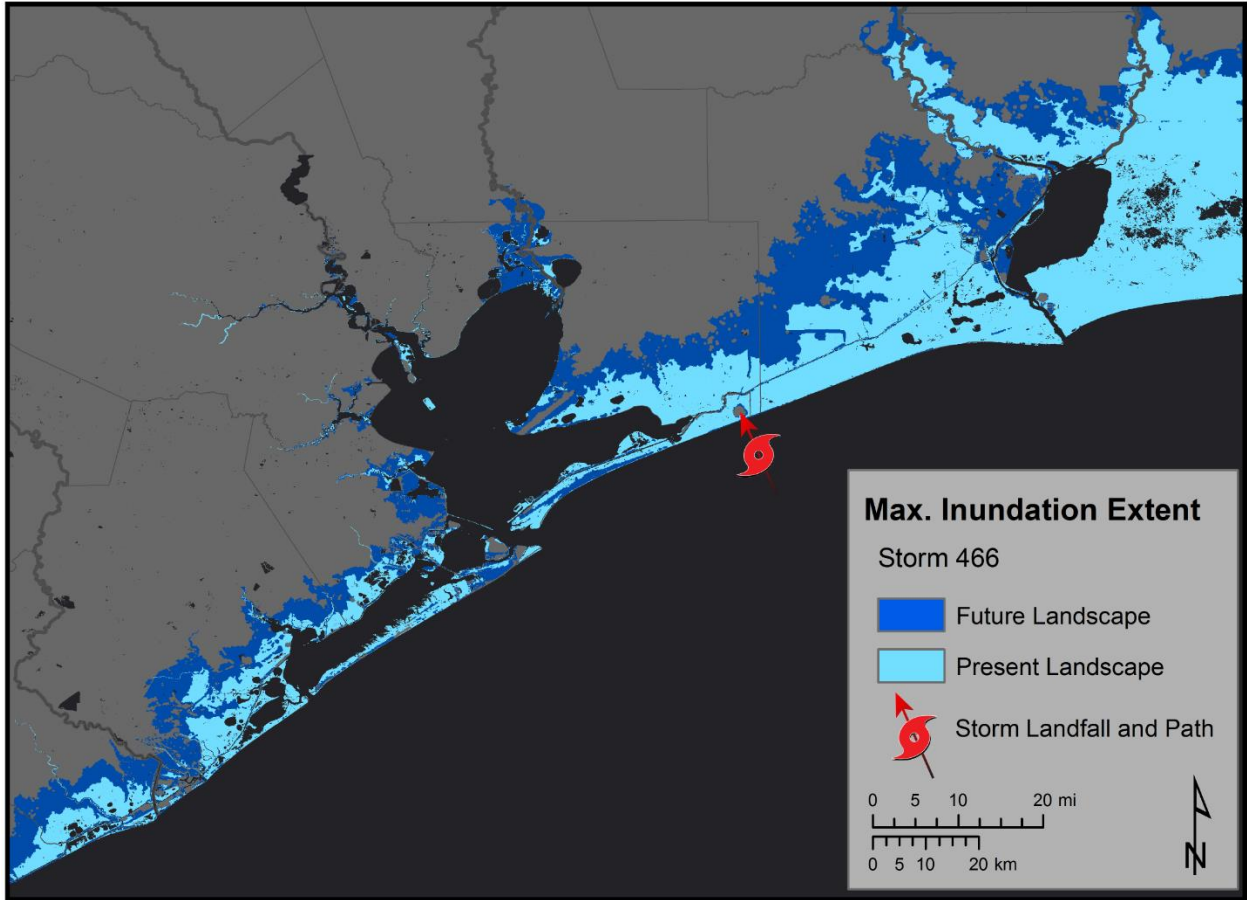 Max. Inundation Extent
Storm 466
Future Landscape
Present Landscape
Storm Landfall and Path
0 5 10 20 mi
0 5 10 20 km
N